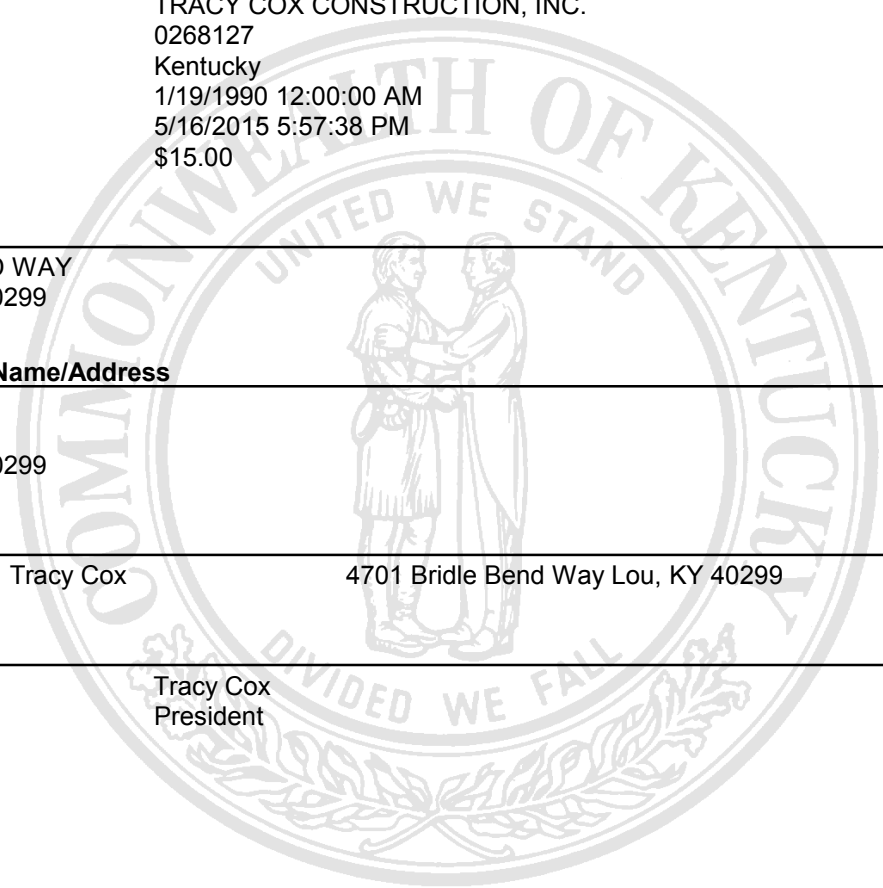 TRACY COX CONSTRUCTION, INC.
0268127
Kentucky
1/19/1990 12:00:00 AM
5/16/2015 5:57:38 PM
$15.00
WAY
0299
Name/Address
0299
Tracy Cox 4701 Bridle Bend Way Lou, KY 40299
Tracy Cox
President
COMMONWEALTH OF KENTUCKY
UNITED WE STAND
DIVIDED WE FALL